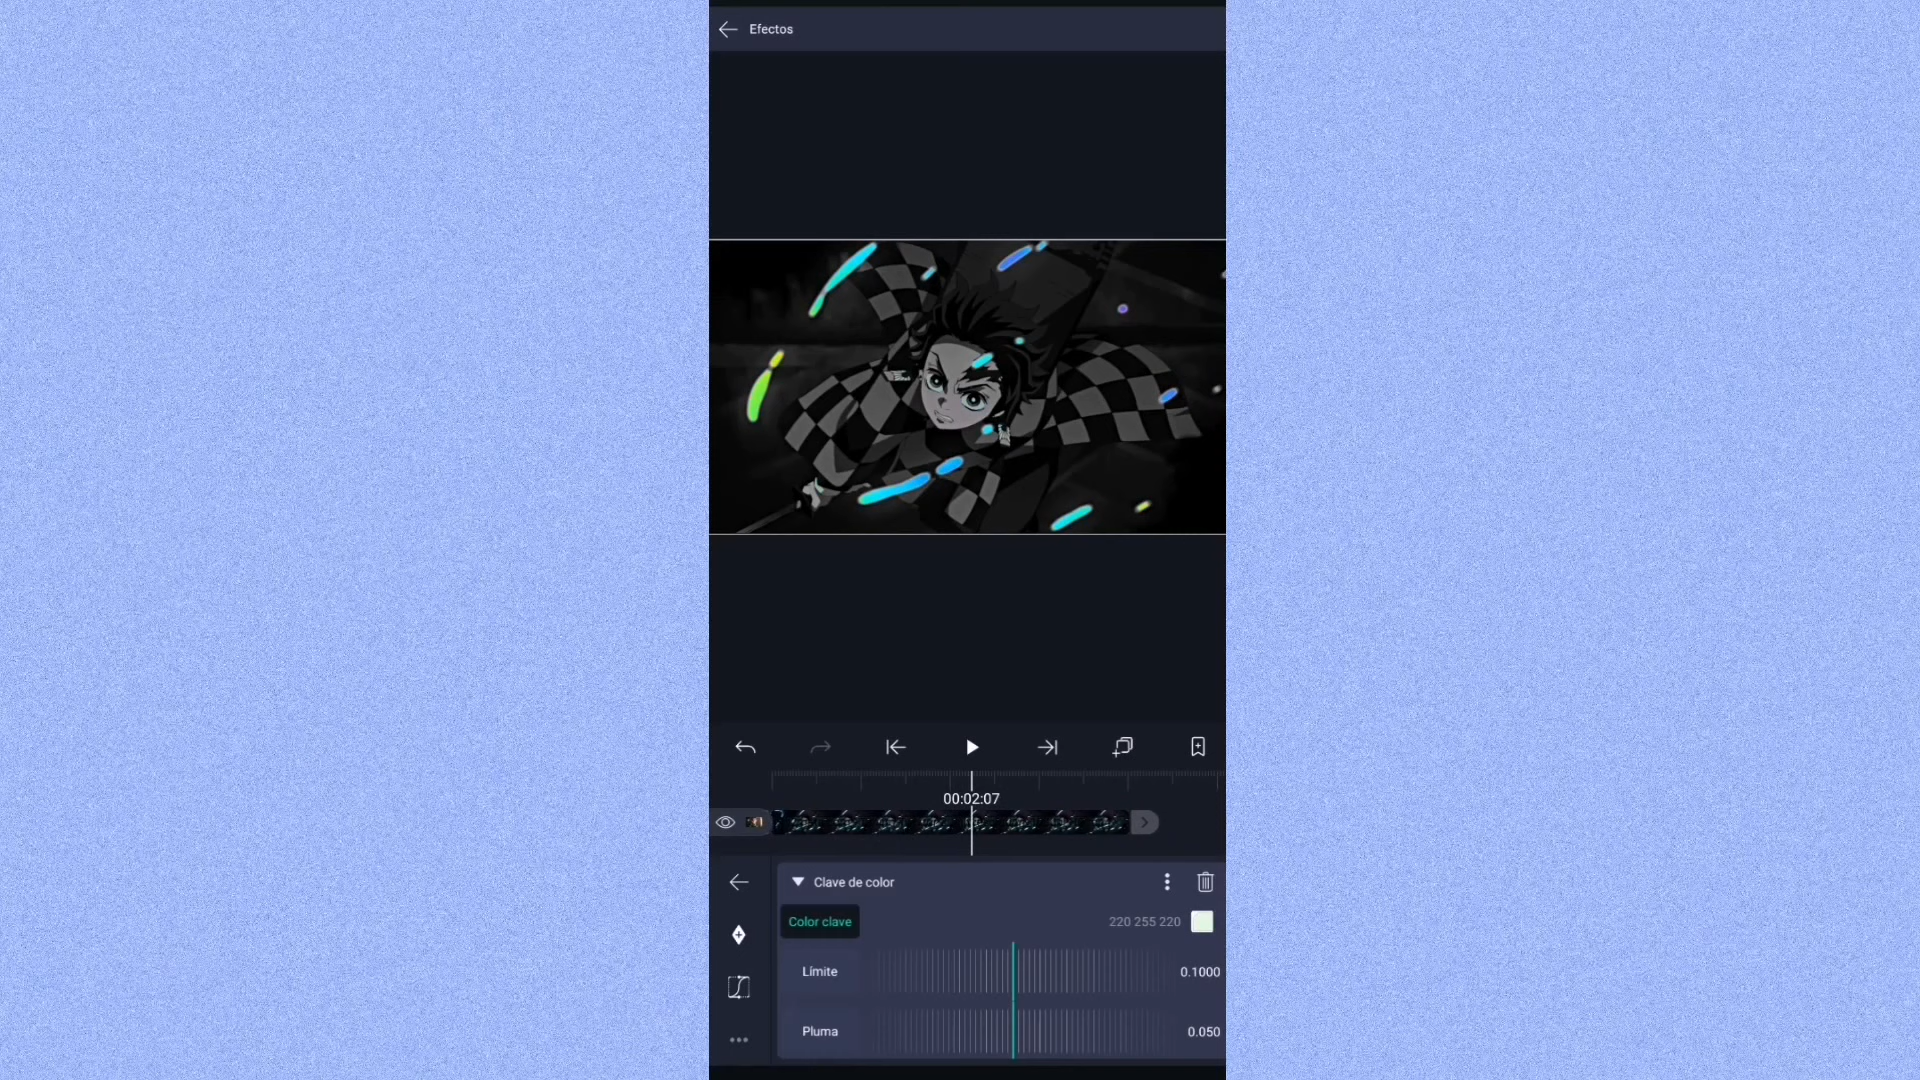 Efectos
00:02:07
Clave de color
Color clave
220 255 220
Límite
0.1000
Pluma
0.050